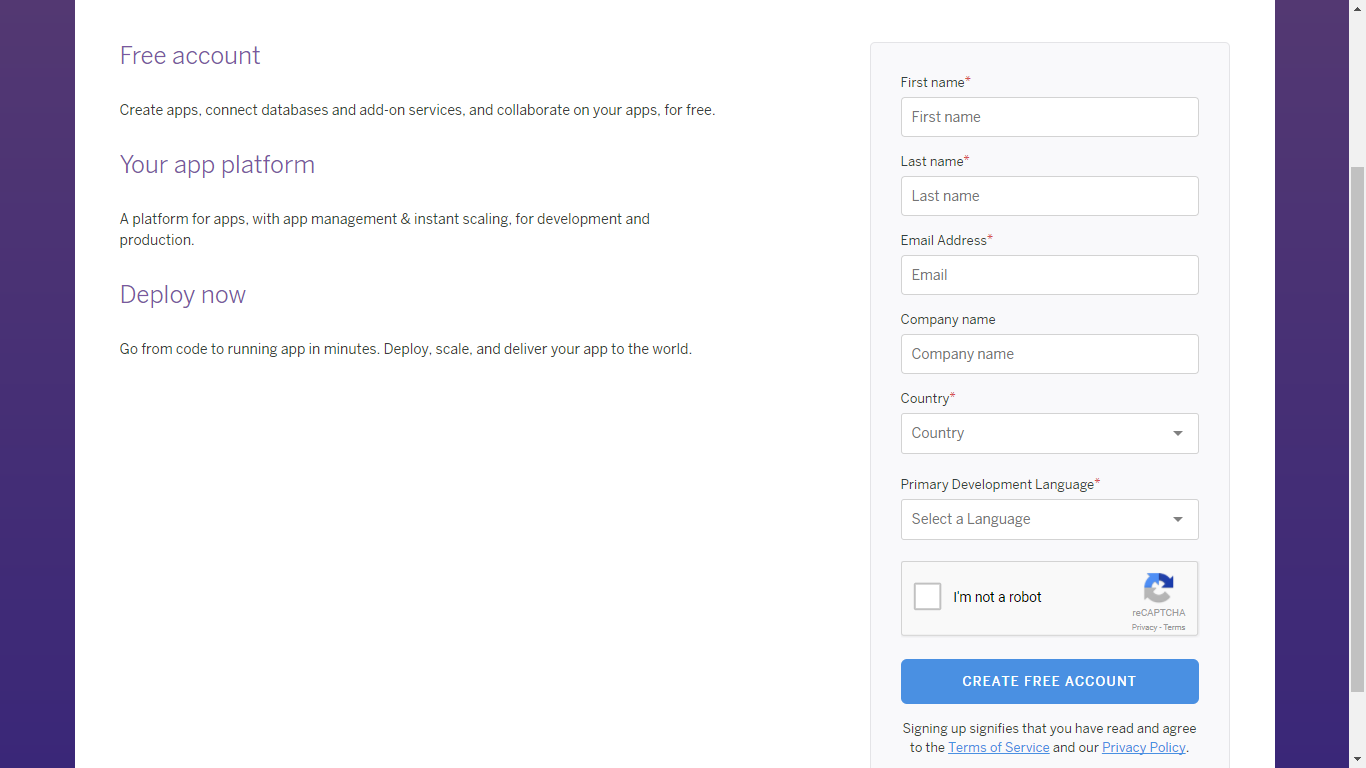 Free account
Create apps, connect databases and add-on services, and collaborate on your apps, for free.
Your app platform
A platform for apps, with app management & instant scaling, for development and
production.
Deploy now
Go from code to running app in minutes. Deploy, scale, and deliver your app to the world.
First name*
First name
Last name*
Last name
Email Address*
Email
Company name
Company name
Country*
Country
Primary Development Language*
Select a Language
I'm not a robot
reCAPTCHA
Privacy - Terms
CREATE FREE ACCOUNT
Signing up signifies that you have read and agree
to the Terms of Service and our Privacy Policy.